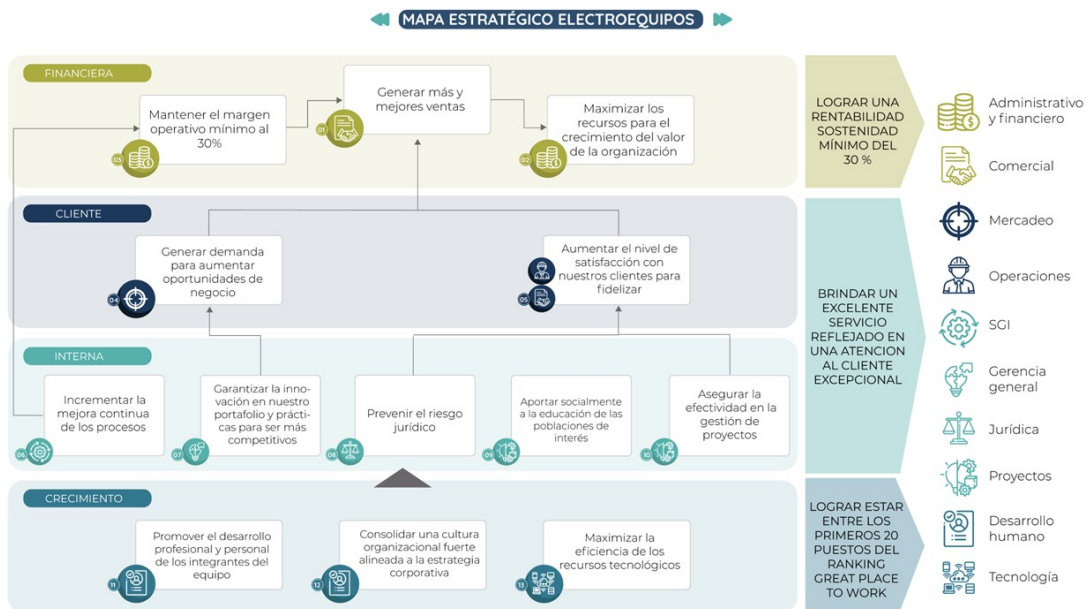 MAPA ESTRATÉGICO ELECTROEQUIPOS
FINANCIERA
Mantener el margen
operativo mínimo al
30%
03
Generar más y
mejores ventas
01
Maximizar los
recursos para el
crecimiento del valor
de la organización
02
LOGRAR UNA
RENTABILIDAD
SOSTENIDAD
MÍNIMO DEL
30 %
CLIENTE
Generar demanda
para aumentar
oportunidades de
negocio
04
Aumentar el nivel de
satisfacción con
nuestros clientes para
fidelizar
05
INTERNA
Incrementar la
mejora continua
de los procesos
06
Garantizar la inno-
vación en nuestro
portafolio y prácti-
cas para ser más
competitivos
07
Prevenir el riesgo
jurídico
08
Aportar socialmente
a la educación de las
poblaciones de
interés
09
Asegurar la
efectividad en la
gestión de
proyectos
10
BRINDAR UN
EXCELENTE
SERVICIO
REFLEJADO EN
UNA ATENCION
AL CLIENTE
EXCEPCIONAL
CRECIMIENTO
Promover el desarrollo
profesional y personal
de los integrantes del
equipo
11
Consolidar una cultura
organizacional fuerte
alineada a la estrategia
corporativa
12
Maximizar la
eficiencia de los
recursos tecnológicos
13
LOGRAR ESTAR
ENTRE LOS
PRIMEROS 20
PUESTOS DEL
RANKING
GREAT PLACE
TO WORK
Administrativo
y financiero
Comercial
Mercadeo
Operaciones
SGI
Gerencia
general
Jurídica
Proyectos
Desarrollo
humano
Tecnología